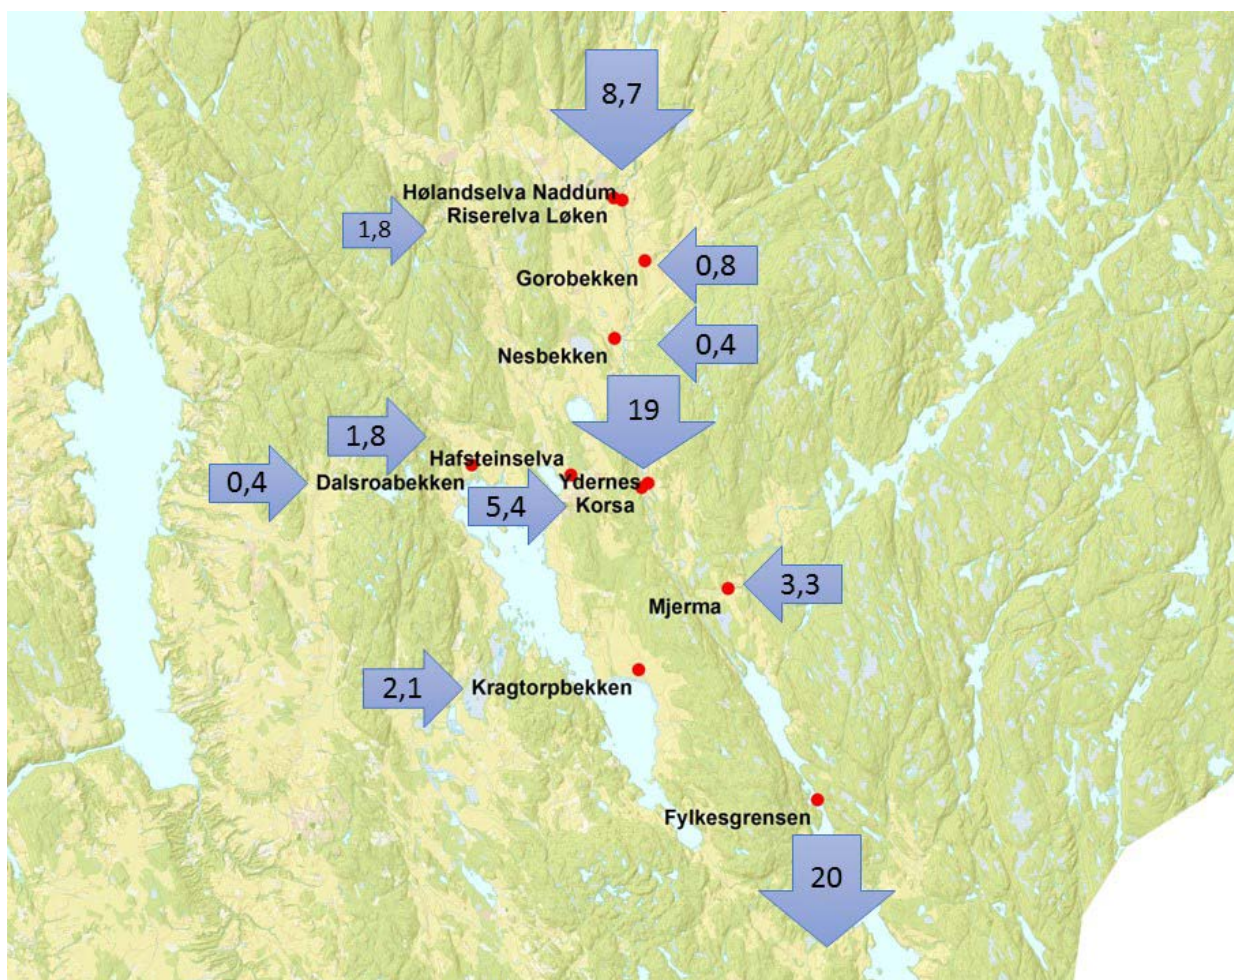 8,7
Hølandselva Naddum
Riserelva Løken
1,8
Gorobekken
0,8
Nesbekken
0,4
19
1,8
Hafsteinselva
0,4
Dalsroabekken
Ydernes
5,4
Korsa
3,3
Mjerma
2,1
Kragtorpbekken
Fylkesgrensen
20